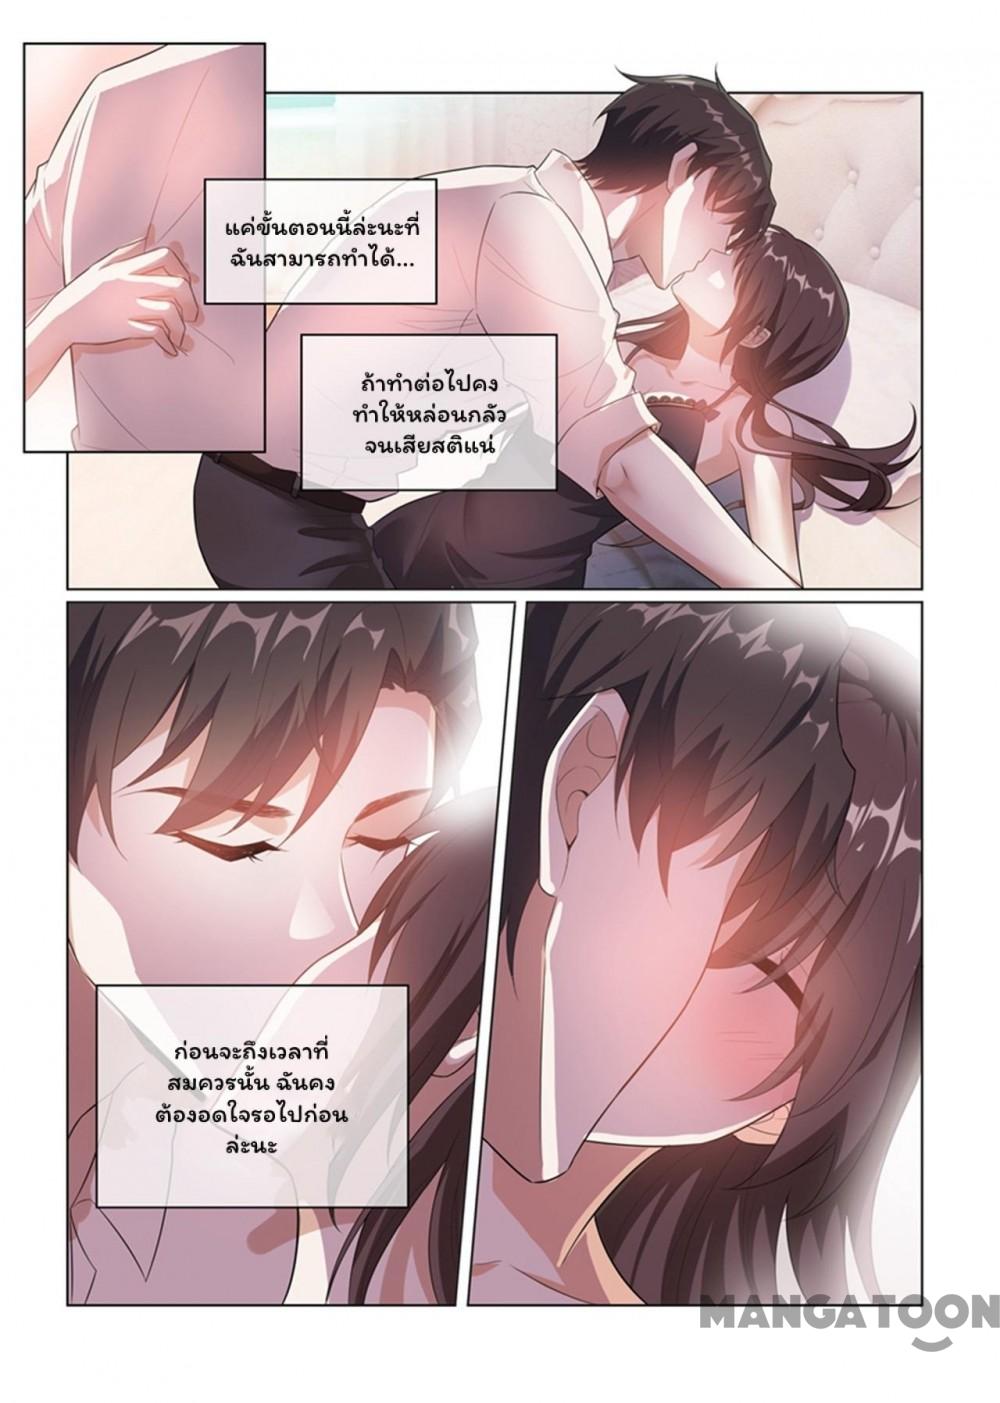 แค่ขั้นตอนนี้ล่ะนะที่
ฉันสามารถทำได้...
ถ้าทำต่อไปคง
ทำให้หล่อนกลัว
จนเสียสติแน่
ก่อนจะถึงเวลาที่
สมควรนั้น ฉันคง
ต้องอดใจรอไปก่อน
ล่ะนะ
MANGATOON